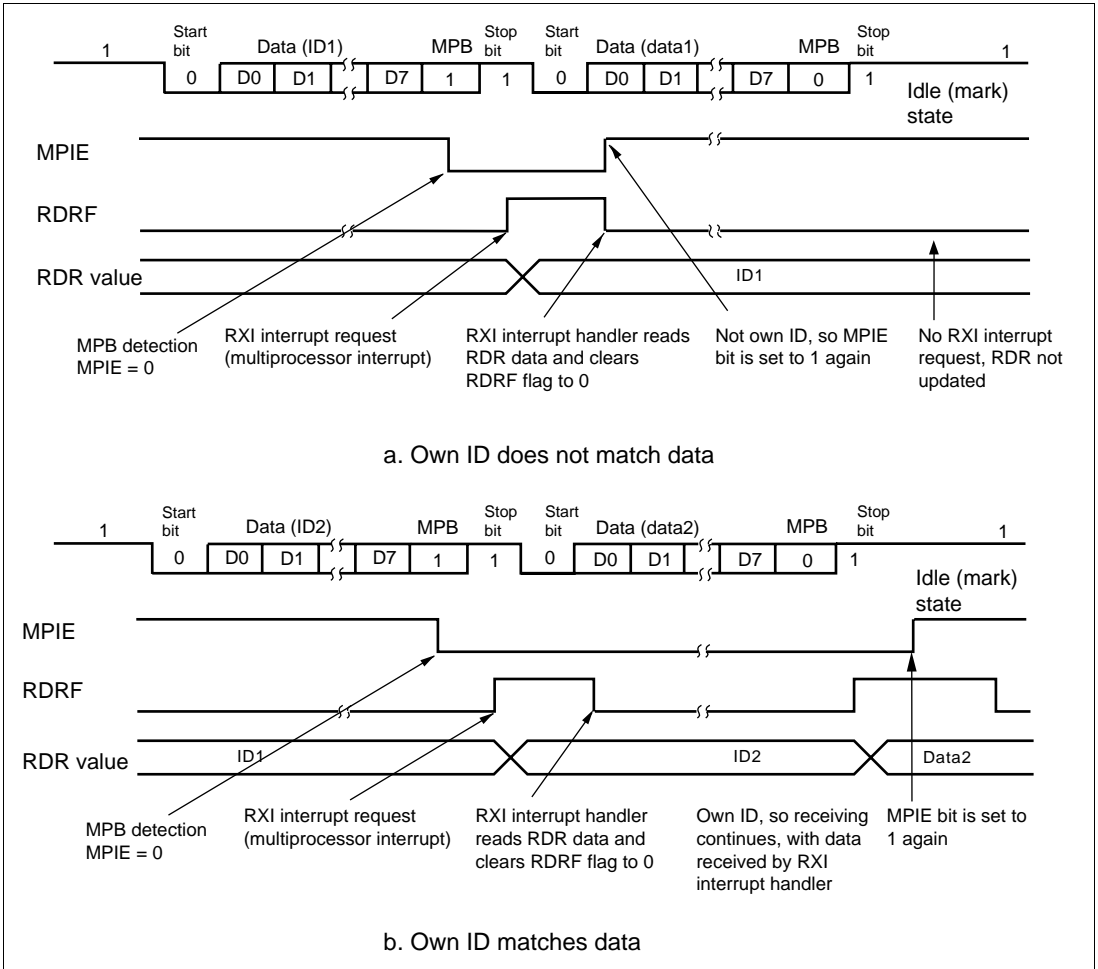 1
Start
bit
Data (ID1)
MPB
Stop
bit
Start
bit
Data (data1)
MPB
Stop
bit
1
0
D0
D1
D7
1
1
0
D0
D1
D7
0
1
Idle (mark)
state
MPIE
RDRF
RDR value
ID1
MPB detection
MPIE = 0
RXI interrupt request
(multiprocessor interrupt)
RXI interrupt handler reads
RDR data and clears
RDRF flag to 0
Not own ID, so MPIE
bit is set to 1 again
No RXI interrupt
request, RDR not
updated
a. Own ID does not match data
1
Start
bit
Data (ID2)
MPB
Stop
bit
Start
bit
Data (data2)
MPB
Stop
bit
1
0
D0
D1
D7
1
1
0
D0
D1
D7
0
1
Idle (mark)
state
MPIE
RDRF
RDR value
ID1
ID2
Data2
MPB detection
MPIE = 0
RXI interrupt request
(multiprocessor interrupt)
RXI interrupt handler
reads RDR data and
clears RDRF flag to 0
Own ID, so receiving
continues, with data
received by RXI
interrupt handler
MPIE bit is set to
1 again
b. Own ID matches data